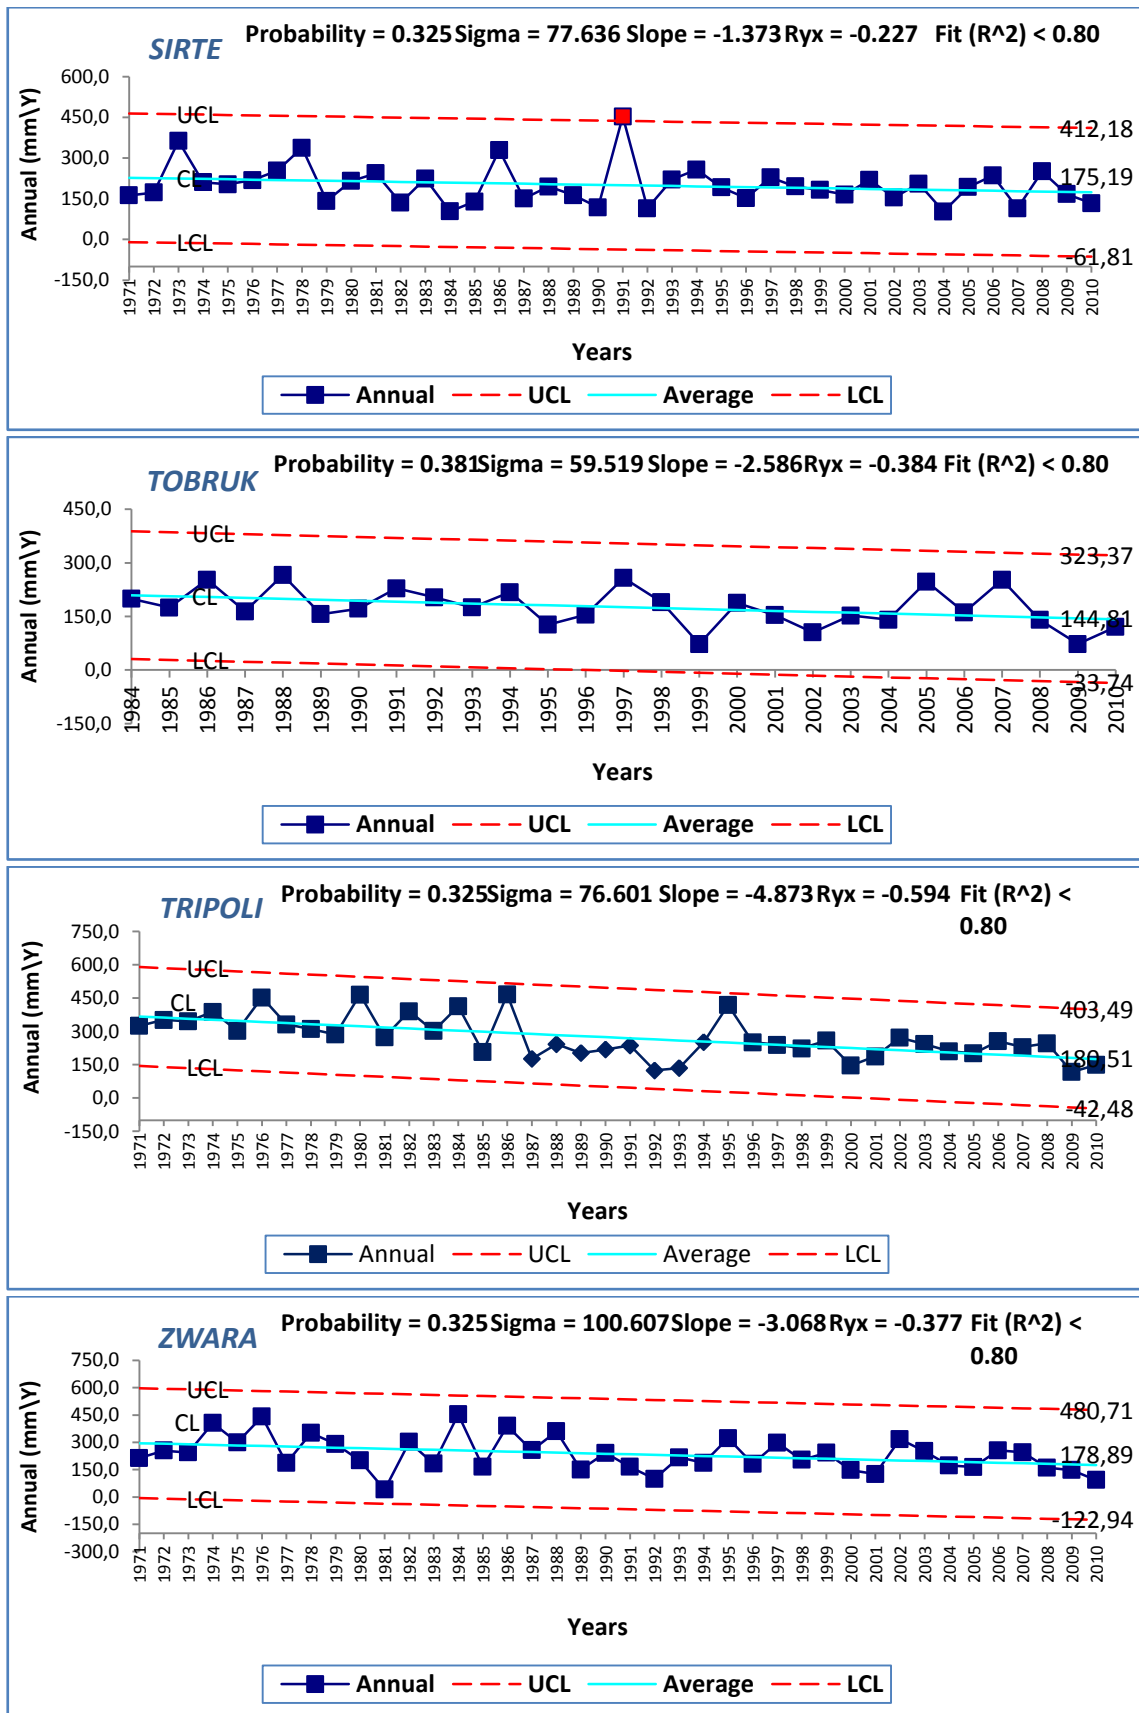 Probability = 0.325 Sigma = 77.636 Slope = -1.373 Ryx = -0.227 Fit (R^2) < 0.80
SIRTE
Annual (mm\Y)
600,0
450,0
300,0
150,0
0,0
-150,0
UCL
CL
LCL
412,18
175,19
-61,81
1971 1972 1973 1974 1975 1976 1977 1978 1979 1980 1981 1982 1983 1984 1985 1986 1987 1988 1989 1990 1991 1992 1993 1994 1995 1996 1997 1998 1999 2000 2001 2002 2003 2004 2005 2006 2007 2008 2009 2010
Years
Annual UCL Average LCL
Probability = 0.381 Sigma = 59.519 Slope = -2.586 Ryx = -0.384 Fit (R^2) < 0.80
TOBRUK
Annual (mm\Y)
450,0
300,0
150,0
0,0
-150,0
UCL
CL
LCL
323,37
144,81
-33,74
1984 1985 1986 1987 1988 1989 1990 1991 1992 1993 1994 1995 1996 1997 1998 1999 2000 2001 2002 2003 2004 2005 2006 2007 2008 2009 2010
Years
Annual UCL Average LCL
Probability = 0.325 Sigma = 76.601 Slope = -4.873 Ryx = -0.594 Fit (R^2) <
0.80
TRIPOLI
Annual (mm\Y)
750,0
600,0
450,0
300,0
150,0
0,0
-150,0
UCL
CL
LCL
403,49
180,51
-42,48
1971 1972 1973 1974 1975 1976 1977 1978 1979 1980 1981 1982 1983 1984 1985 1986 1987 1988 1989 1990 1991 1992 1993 1994 1995 1996 1997 1998 1999 2000 2001 2002 2003 2004 2005 2006 2007 2008 2009 2010
Years
Annual UCL Average LCL
Probability = 0.325 Sigma = 100.607 Slope = -3.068 Ryx = -0.377 Fit (R^2) <
0.80
ZWARA
Annual (mm\Y)
750,0
600,0
450,0
300,0
150,0
0,0
-150,0
-300,0
UCL
CL
LCL
480,71
178,89
-122,94
1971 1972 1973 1974 1975 1976 1977 1978 1979 1980 1981 1982 1983 1984 1985 1986 1987 1988 1989 1990 1991 1992 1993 1994 1995 1996 1997 1998 1999 2000 2001 2002 2003 2004 2005 2006 2007 2008 2009 2010
Years
Annual UCL Average LCL